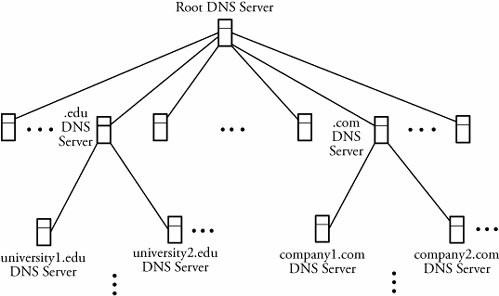 Root DNS Server
.edu
DNS
Server
.com
DNS
Server
university1.edu
DNS Server
university2.edu
DNS Server
company1.com
DNS Server
company2.com
DNS Server